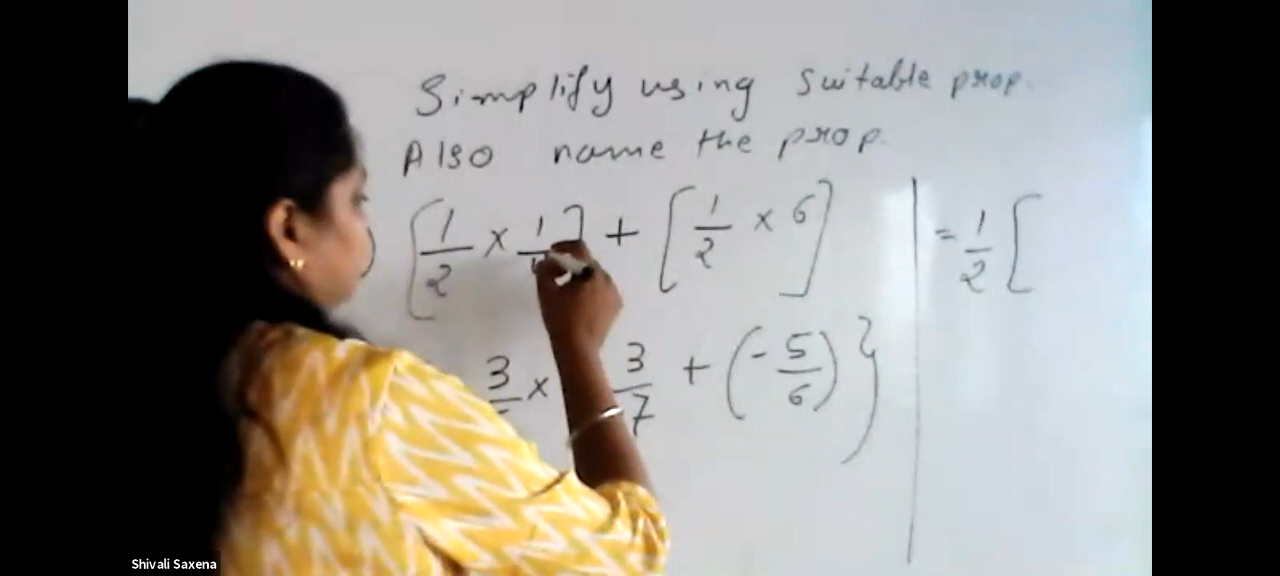 Simplify using suitable prop.
Also name the prop.
[1/2 × 1/] + [1/2 × 6] = 1/2 [
3/ × 3/7 + (-5/6)}
Shivali Saxena